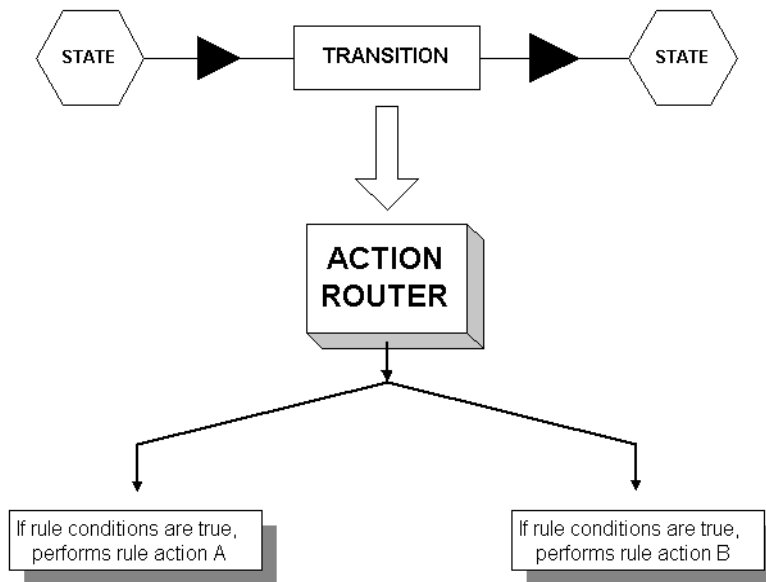 STATE
TRANSITION
STATE
ACTION
ROUTER
If rule conditions are true,
performs rule action A
If rule conditions are true,
performs rule action B